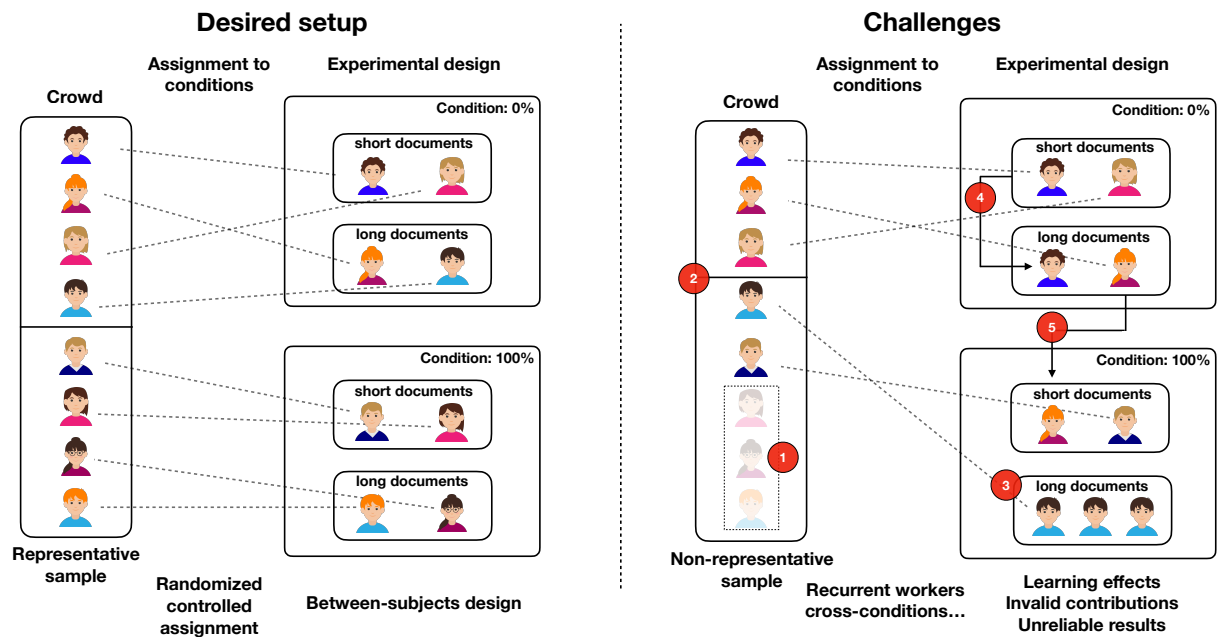 Desired setup
Assignment to
conditions
Experimental design
Crowd
Condition: 0%
short documents
long documents
Condition: 100%
short documents
long documents
Representative
sample
Randomized
controlled
assignment
Between-subjects design
Challenges
Assignment to
conditions
Experimental design
Crowd
Condition: 0%
short documents
4
long documents
2
5
Condition: 100%
short documents
1
3
long documents
Non-representative
sample
Recurrent workers
cross-conditions…
Learning effects
Invalid contributions
Unreliable results